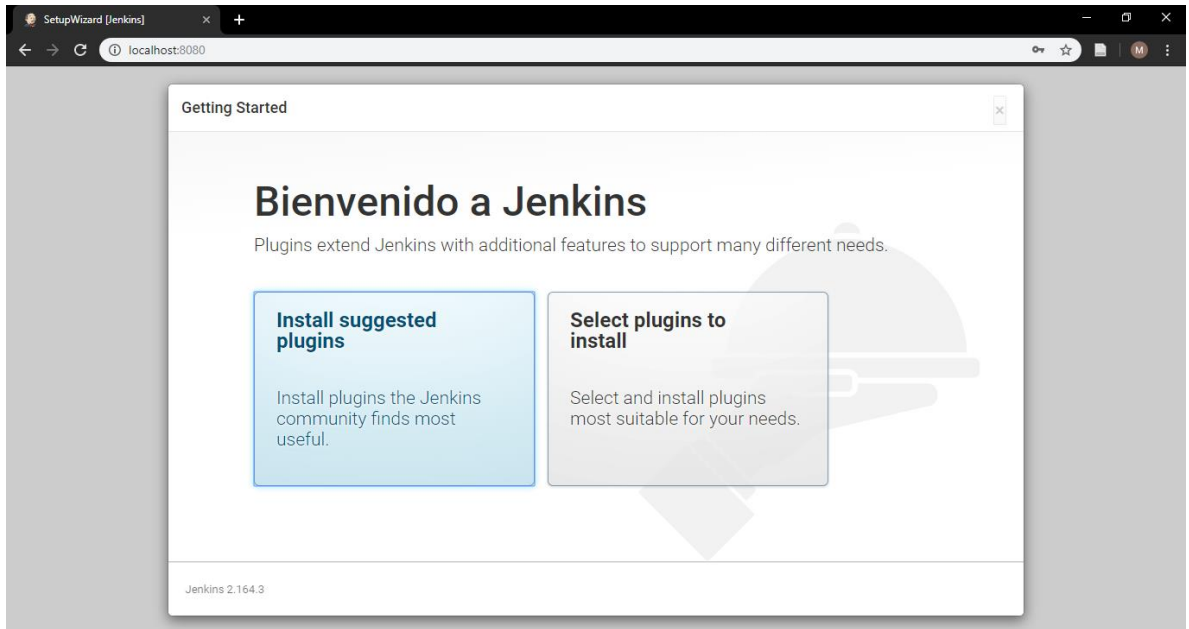 SetupWizard [Jenkins]
localhost:8080
M
Getting Started
Bienvenido a Jenkins
Plugins extend Jenkins with additional features to support many different needs.
Install suggested
plugins
Install plugins the Jenkins
community finds most
useful.
Select plugins to
install
Select and install plugins
most suitable for your needs.
Jenkins 2.164.3